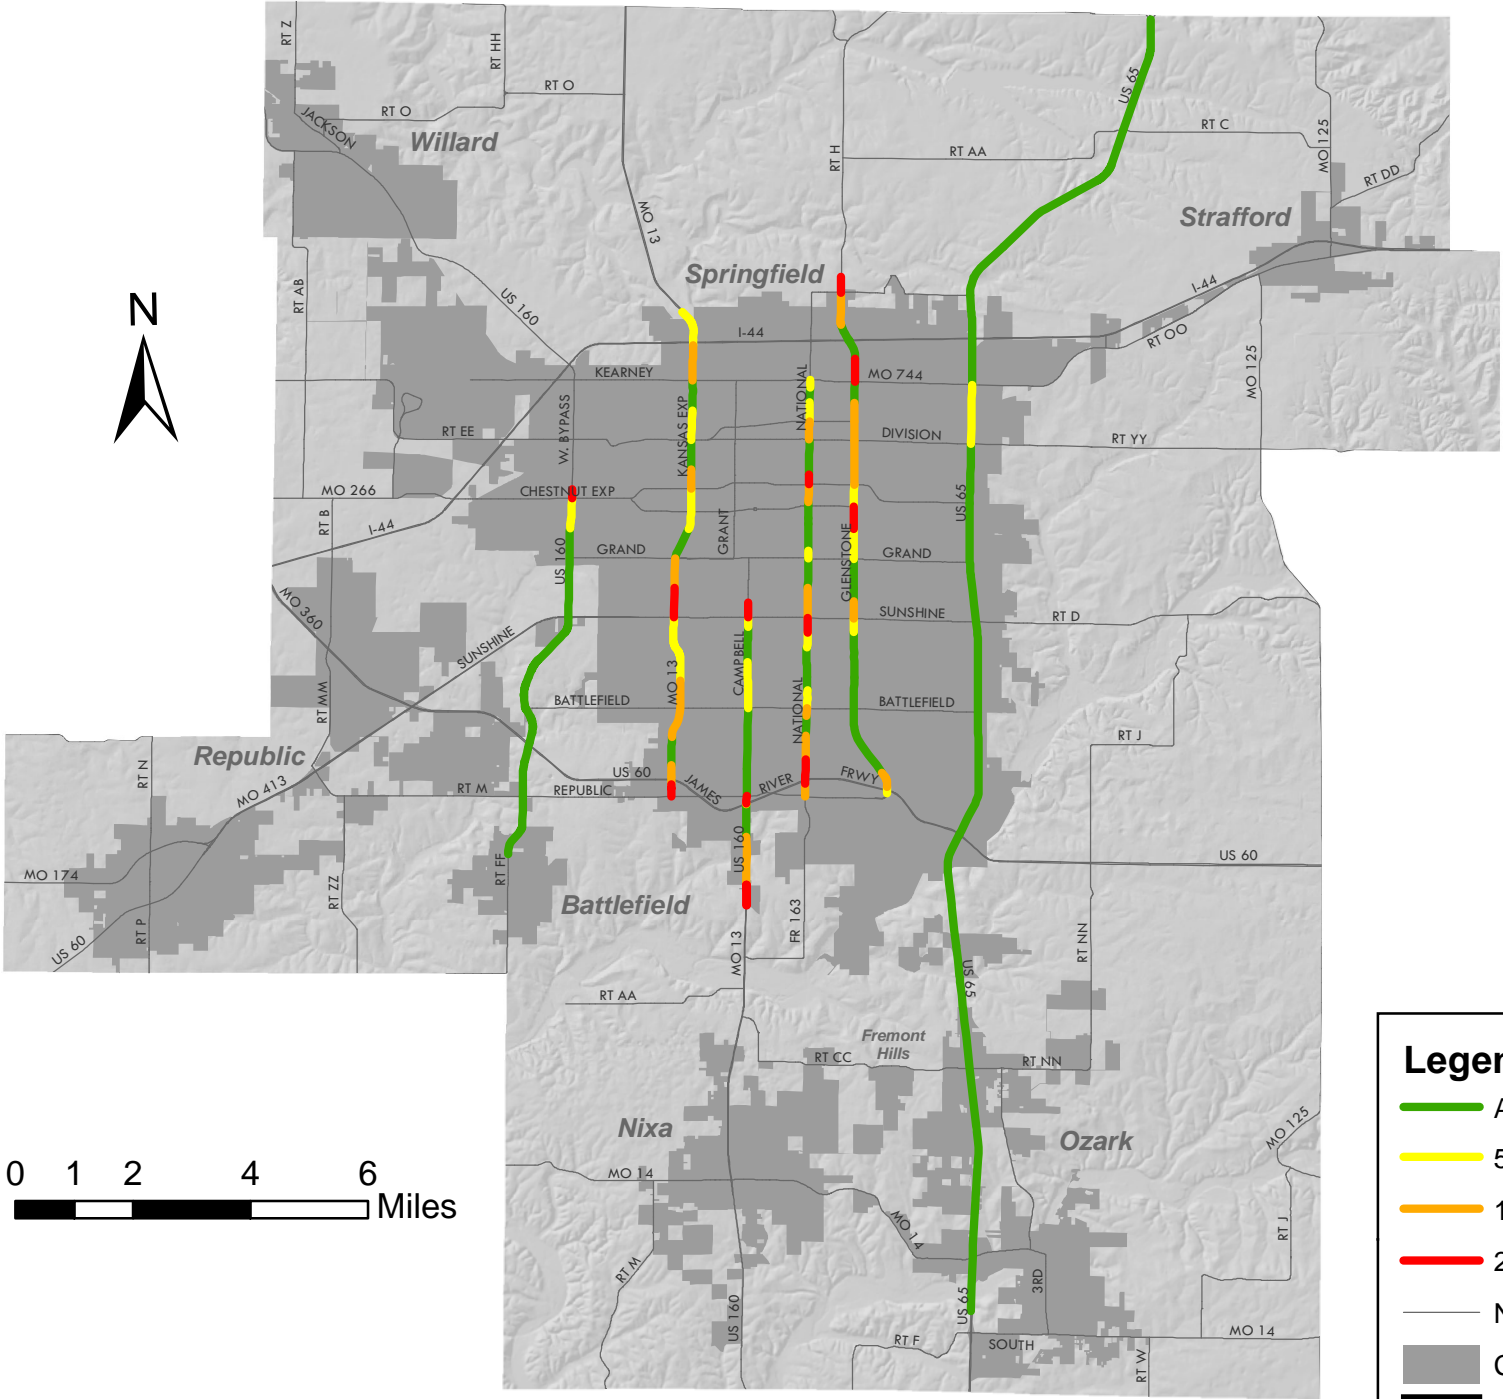 RT Z
RT HH
RT O
RT O
JACKSON
Willard
US 65
RT C
MO 125
RT AA
RT H
RT DD
MO 13
Strafford
Springfield
RT AB
US 160
N
I-44
I-44
RT OO
MO 125
KEARNEY
MO 744
NATIONAL
W. BYPASS
KANSAS EXP
RT EE
DIVISION
RT YY
MO 266
CHESTNUT EXP
US 65
RT B
I-44
GRANT
GLENSTONE
US 160
GRAND
GRAND
MO 360
SUNSHINE
SUNSHINE
RT D
CAMPBELL
MO 13
RT MM
BATTLEFIELD
NATIONAL
BATTLEFIELD
RT J
Republic
RT N
MO 413
US 60
JAMES
RIVER
FRWY
RT M
REPUBLIC
US 160
US 60
RT FF
MO 174
RT ZZ
Battlefield
RT P
FR 163
US 60
MO 13
RT NN
US 65
RT AA
Fremont
Hills
RT CC
RT NN
Legen
A
Nixa
Ozark
MO 125
5
0 1 2 4 6
Miles
MO 14
MO 14
RT J
1
RT M
2
3RD
US 65
US 160
N
RT F
SOUTH
MO 14
RT W